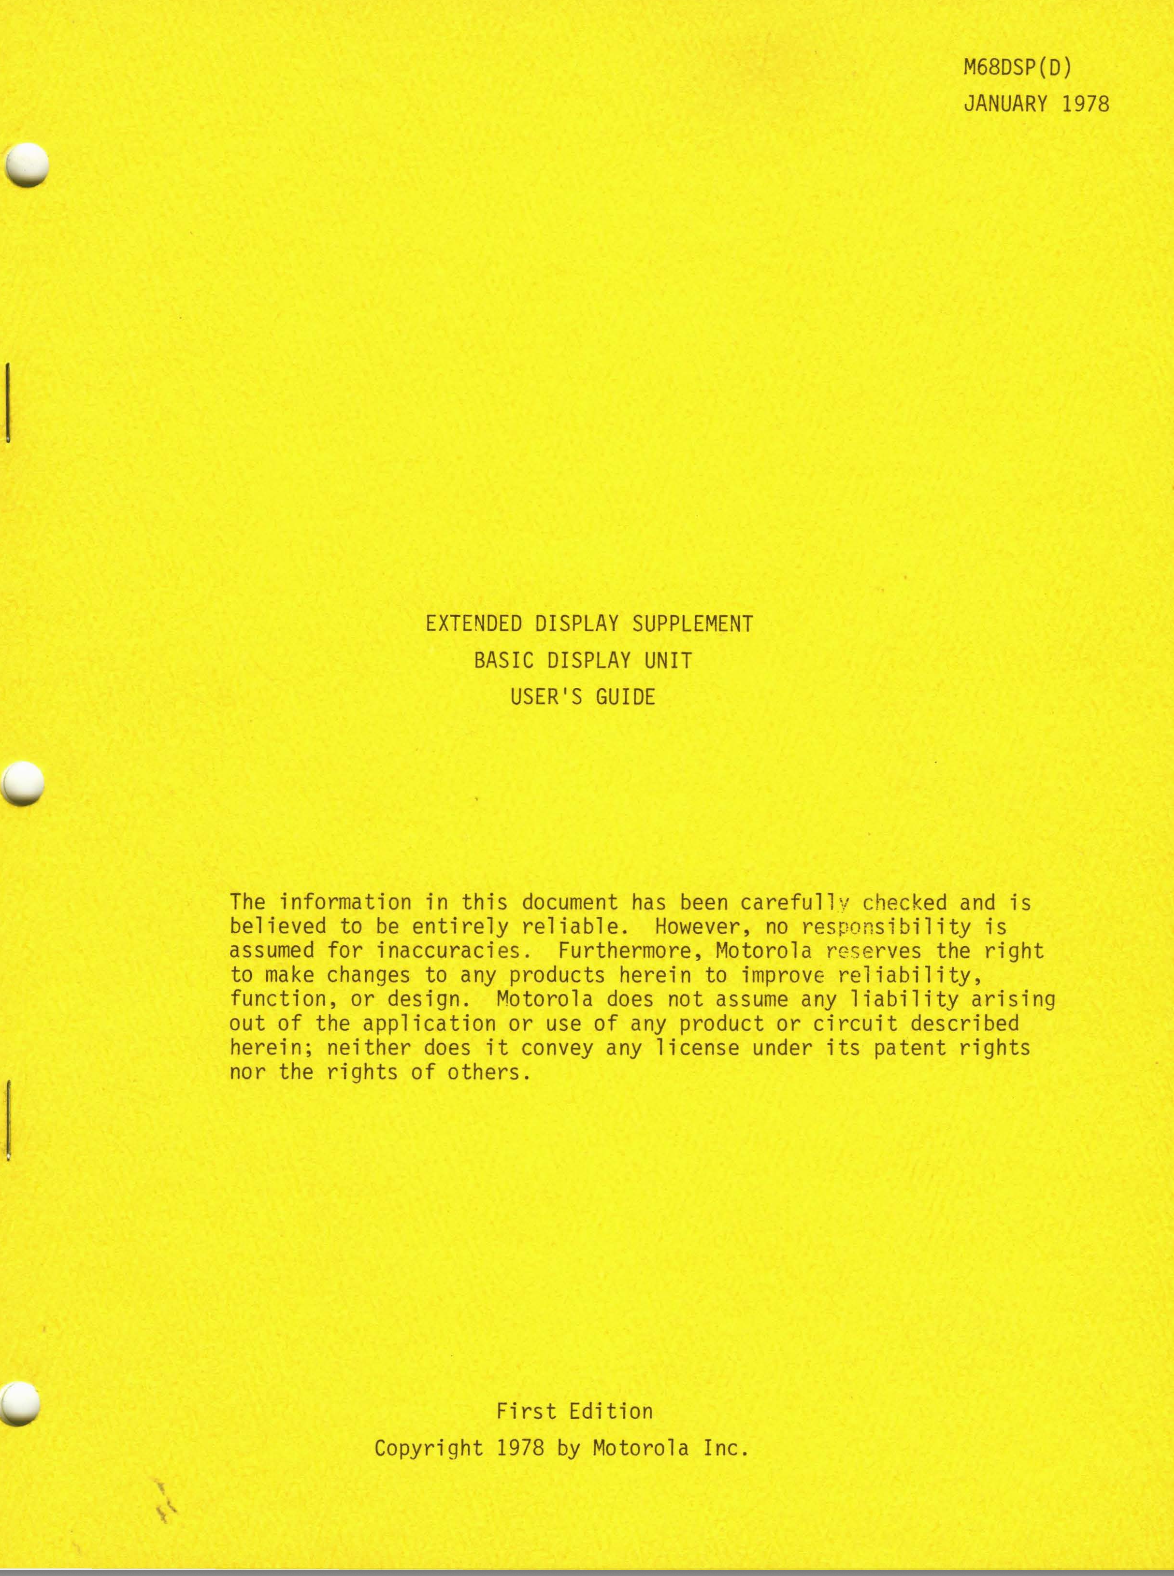 M68DSP(D)
JANUARY 1978
EXTENDED DISPLAY SUPPLEMENT
BASIC DISPLAY UNIT
USER'S GUIDE
The information in this document has been carefully checked and is
believed to be entirely reliable.  However, no responsibility is
assumed for inaccuracies.  Furthermore, Motorola reserves the right
to make changes to any products herein to improve reliability,
function, or design.  Motorola does not assume any liability arising
out of the application or use of any product or circuit described
herein; neither does it convey any license under its patent rights
nor the rights of others.
First Edition
Copyright 1978 by Motorola Inc.